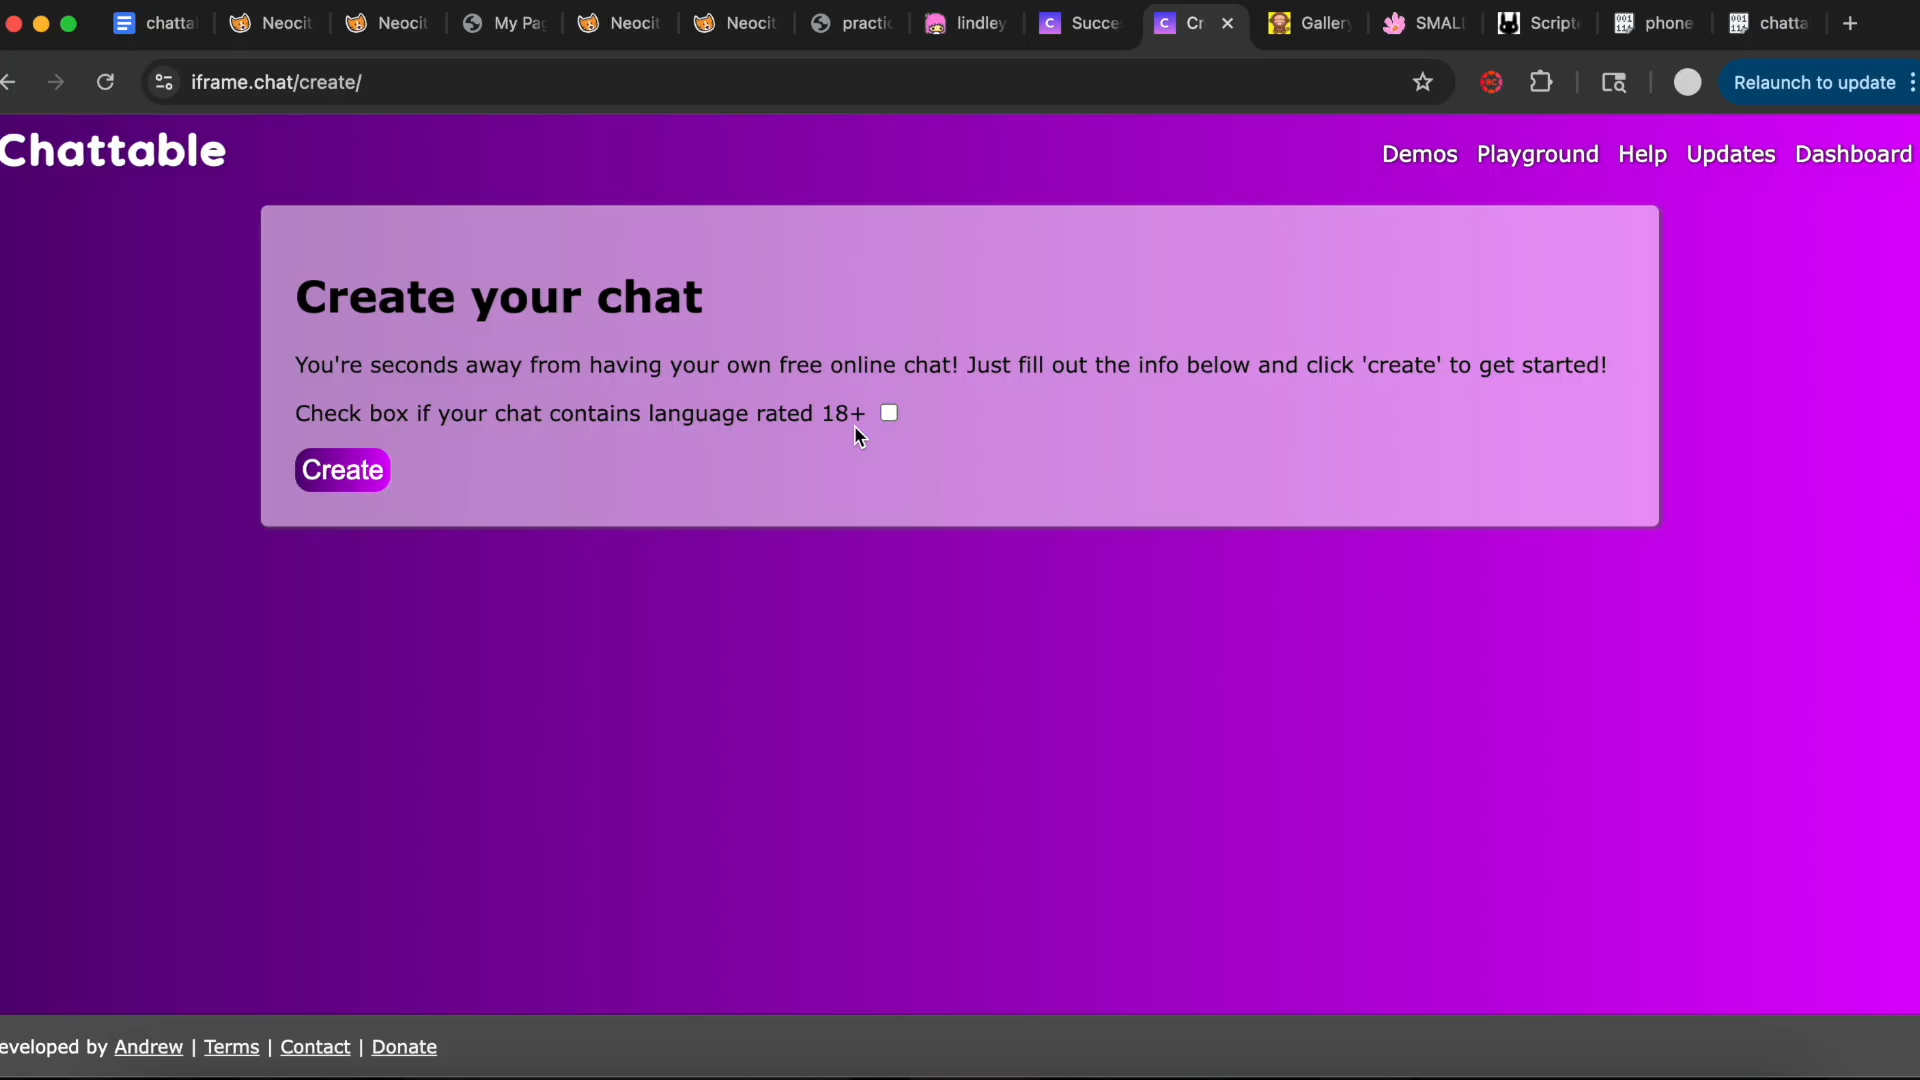 chatta
Neocit
Neocit
My Pa
Neocit
Neocit
practic
lindley
Succe
Cr
Gallery
SMALL
Scripte
phone
chatta
iframe.chat/create/
Relaunch to update
Chattable
Demos Playground Help Updates Dashboard
Create your chat
You're seconds away from having your own free online chat! Just fill out the info below and click 'create' to get started!
Check box if your chat contains language rated 18+
Create
eveloped by Andrew | Terms | Contact | Donate